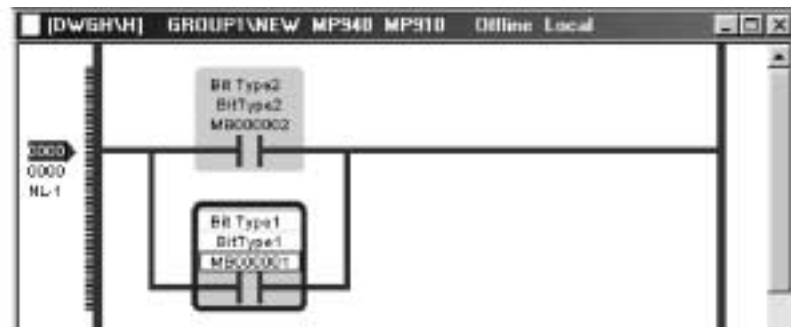 [DWGH\H] GROUP1\NEW MP940 MP910 Offline Local
Bit Type2
BitType2
MB000002
0000
0000
NL-1
Bit Type1
BitType1
MB000001